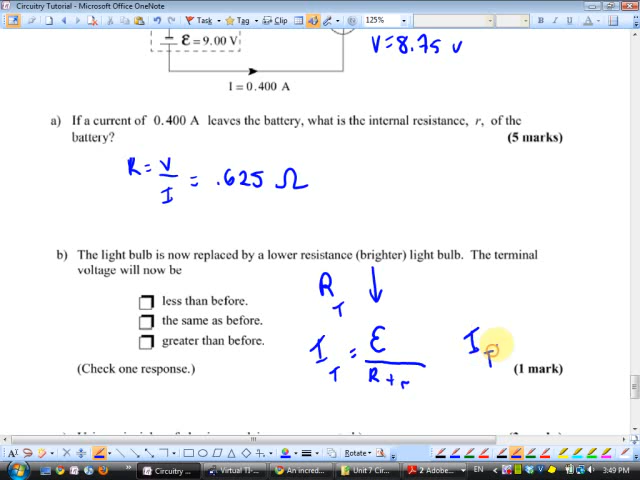 Circuitry Tutorial - Microsoft OneNote
Task
Clip
125%
ε = 9.00 V
V = 8.75 v
I = 0.400 A
a) If a current of 0.400 A leaves the battery, what is the internal resistance, r, of the
battery? (5 marks)
R = V/I = .625 Ω
b) The light bulb is now replaced by a lower resistance (brighter) light bulb. The terminal
voltage will now be
less than before.
the same as before.
greater than before.
(Check one response.) (1 mark)
R_T ↓
I_T = ε/(R + r)
I_T
Circuitry ...
Virtual TI-...
An incred...
Unit 7 Circ...
2 Adobe...
EN
3:49 PM